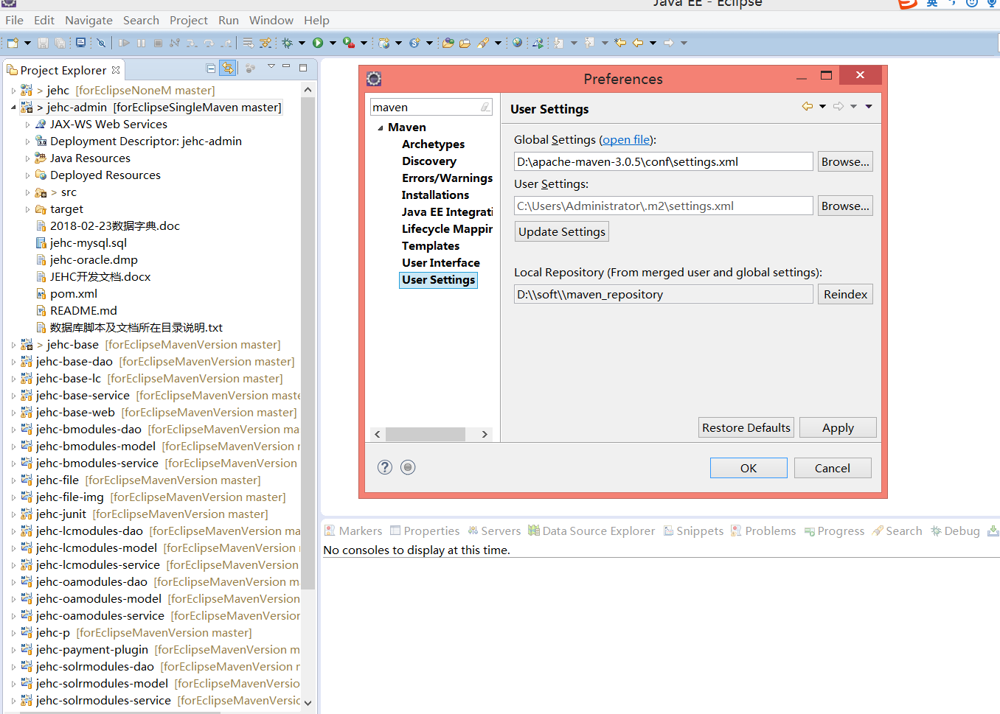 Java EE - Eclipse
英
File Edit Navigate Search Project Run Window Help
Project Explorer
> jehc [forEclipseNoneM master]
> jehc-admin [forEclipseSingleMaven master]
JAX-WS Web Services
Deployment Descriptor: jehc-admin
Java Resources
Deployed Resources
> src
target
2018-02-23数据字典.doc
jehc-mysql.sql
jehc-oracle.dmp
JEHC开发文档.docx
pom.xml
README.md
数据库脚本及文档所在目录说明.txt
> jehc-base [forEclipseMavenVersion master]
jehc-base-dao [forEclipseMavenVersion master]
jehc-base-lc [forEclipseMavenVersion master]
jehc-base-service [forEclipseMavenVersion maste
jehc-base-web [forEclipseMavenVersion master]
jehc-bmodules-dao [forEclipseMavenVersion ma
jehc-bmodules-model [forEclipseMavenVersion r
jehc-bmodules-service [forEclipseMavenVersion
jehc-file [forEclipseMavenVersion master]
jehc-file-img [forEclipseMavenVersion master]
jehc-junit [forEclipseMavenVersion master]
jehc-lcmodules-dao [forEclipseMavenVersion ma
jehc-lcmodules-model [forEclipseMavenVersion
jehc-lcmodules-service [forEclipseMavenVersion
jehc-oamodules-dao [forEclipseMavenVersion m
jehc-oamodules-model [forEclipseMavenVersion
jehc-oamodules-service [forEclipseMavenVersior
jehc-p [forEclipseMavenVersion master]
jehc-payment-plugin [forEclipseMavenVersion m
jehc-solrmodules-dao [forEclipseMavenVersion r
jehc-solrmodules-model [forEclipseMavenVersio
jehc-solrmodules-service [forEclipseMavenVersic
Preferences
maven
Maven
Archetypes
Discovery
Errors/Warnings
Installations
Java EE Integrati
Lifecycle Mappir
Templates
User Interface
User Settings
User Settings
Global Settings (open file):
D:\apache-maven-3.0.5\conf\settings.xml Browse...
User Settings:
C:\Users\Administrator\.m2\settings.xml Browse...
Update Settings
Local Repository (From merged user and global settings):
D:\\soft\\maven_repository Reindex
Restore Defaults Apply
OK Cancel
Markers Properties Servers Data Source Explorer Snippets Problems Progress Search Debug
No consoles to display at this time.